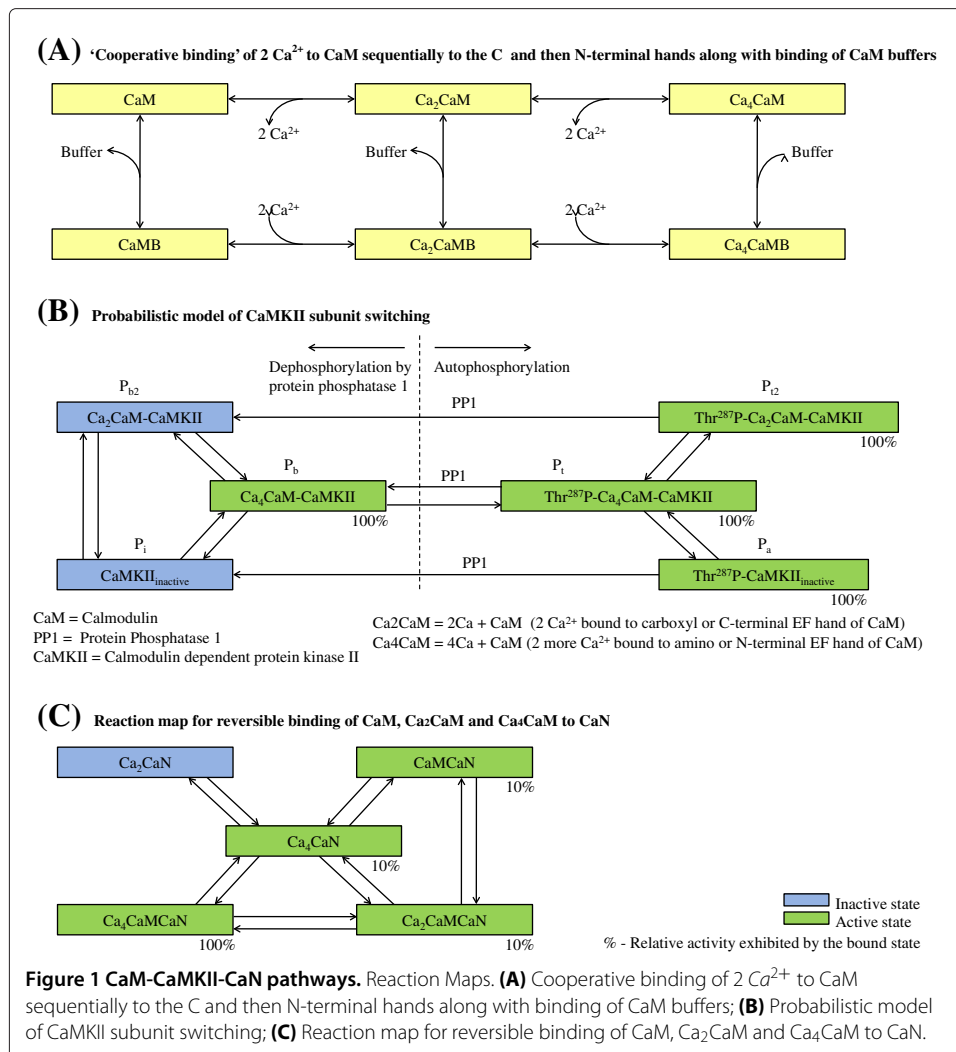 (A) 'Cooperative binding' of 2 Ca²⁺ to CaM sequentially to the C and then N-terminal hands along with binding of CaM buffers
CaM
Ca₂CaM
Ca₄CaM
2 Ca²⁺
2 Ca²⁺
Buffer
Buffer
Buffer
2 Ca²⁺
2 Ca²⁺
CaMB
Ca₂CaMB
Ca₄CaMB
(B) Probabilistic model of CaMKII subunit switching
Dephosphorylation by
protein phosphatase 1
Autophosphorylation
P_b2
P_t2
Ca₂CaM-CaMKII
PP1
Thr²⁸⁷P-Ca₂CaM-CaMKII
100%
P_b
P_t
Ca₄CaM-CaMKII
PP1
Thr²⁸⁷P-Ca₄CaM-CaMKII
100%
100%
P_i
P_a
CaMKII_inactive
PP1
Thr²⁸⁷P-CaMKII_inactive
100%
CaM = Calmodulin
PP1 = Protein Phosphatase 1
CaMKII = Calmodulin dependent protein kinase II
Ca2CaM = 2Ca + CaM (2 Ca²⁺ bound to carboxyl or C-terminal EF hand of CaM)
Ca4CaM = 4Ca + CaM (2 more Ca²⁺ bound to amino or N-terminal EF hand of CaM)
(C) Reaction map for reversible binding of CaM, Ca₂CaM and Ca₄CaM to CaN
Ca₂CaN
CaMCaN
10%
Ca₄CaN
10%
Ca₄CaMCaN
100%
Ca₂CaMCaN
10%
Inactive state
Active state
% - Relative activity exhibited by the bound state
Figure 1 CaM-CaMKII-CaN pathways. Reaction Maps. (A) Cooperative binding of 2 Ca²⁺ to CaM
sequentially to the C and then N-terminal hands along with binding of CaM buffers; (B) Probabilistic model
of CaMKII subunit switching; (C) Reaction map for reversible binding of CaM, Ca₂CaM and Ca₄CaM to CaN.